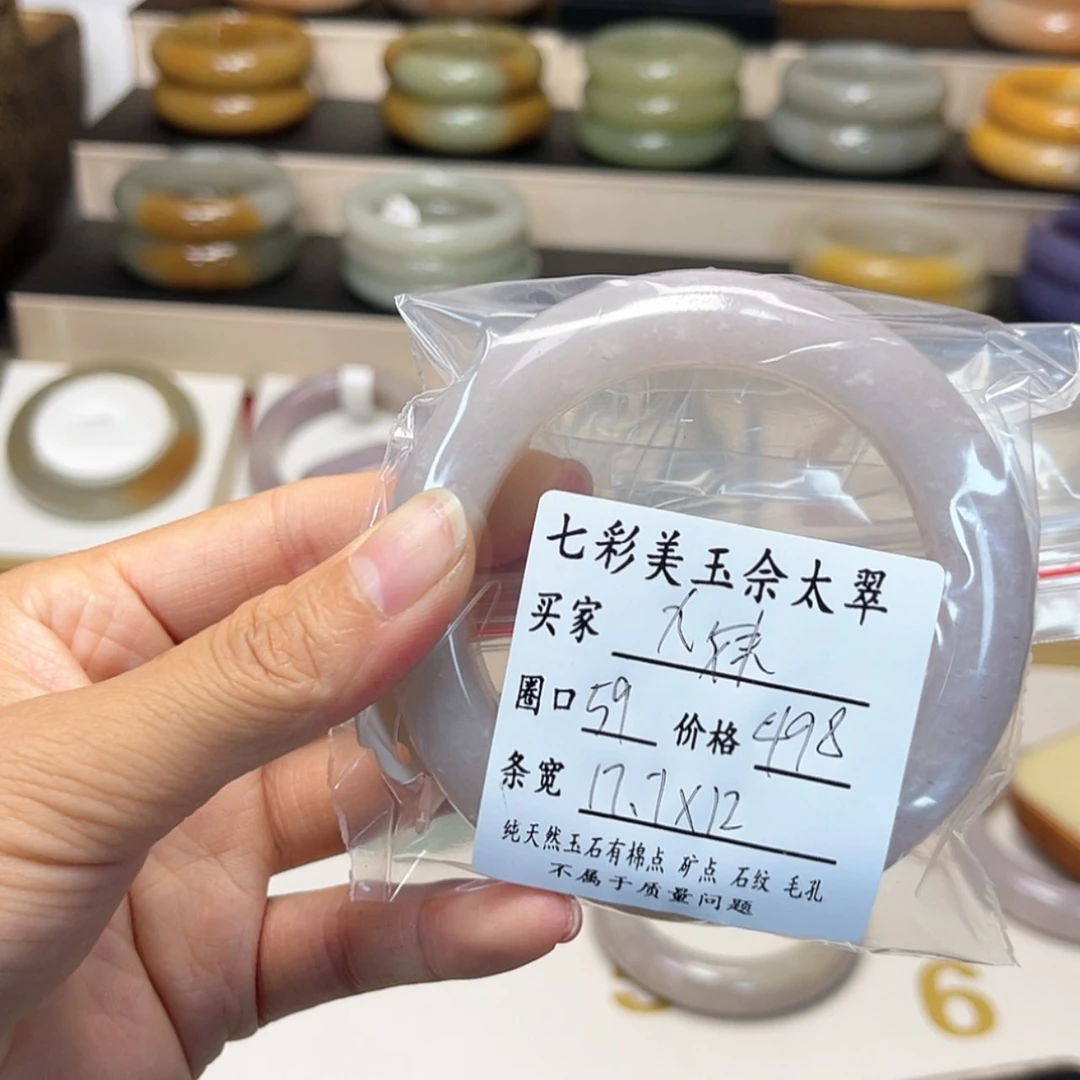 七彩美玉佘太翠
买家
圈口 59 价格 498
条宽 17.7X12
纯天然玉石有棉点 矿点 石纹 毛孔
不属于质量问题
6